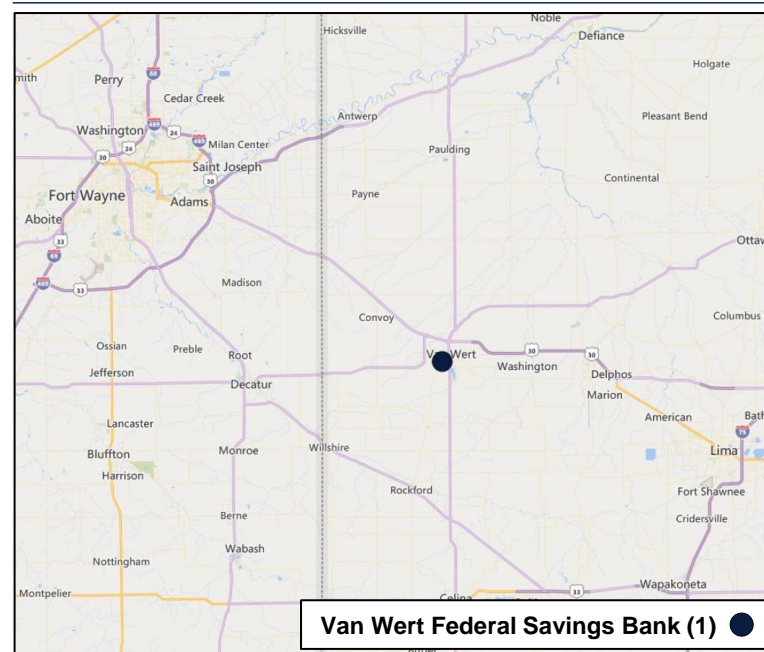 Hicksville
Noble
Defiance
Holgate
mith
Perry
68
Cedar Creek
469
Washington
24
Milan Center
469
Antwerp
Pleasant Bend
30
24
Saint Joseph
Paulding
30
Continental
Fort Wayne
Adams
Payne
Aboite
33
69
Ottaw
469
33
Madison
Convoy
Columbus
Ossian
Preble
Root
Van Wert
30
30
Jefferson
Washington
Delphos
Decatur
Marion
Lancaster
American
Bath
75
Bluffton
Monroe
Willshire
Lima
Harrison
Rockford
Fort Shawnee
Berne
Cridersville
Wabash
Nottingham
Wapakoneta
33
Montpelier
Celina
Van Wert Federal Savings Bank (1)